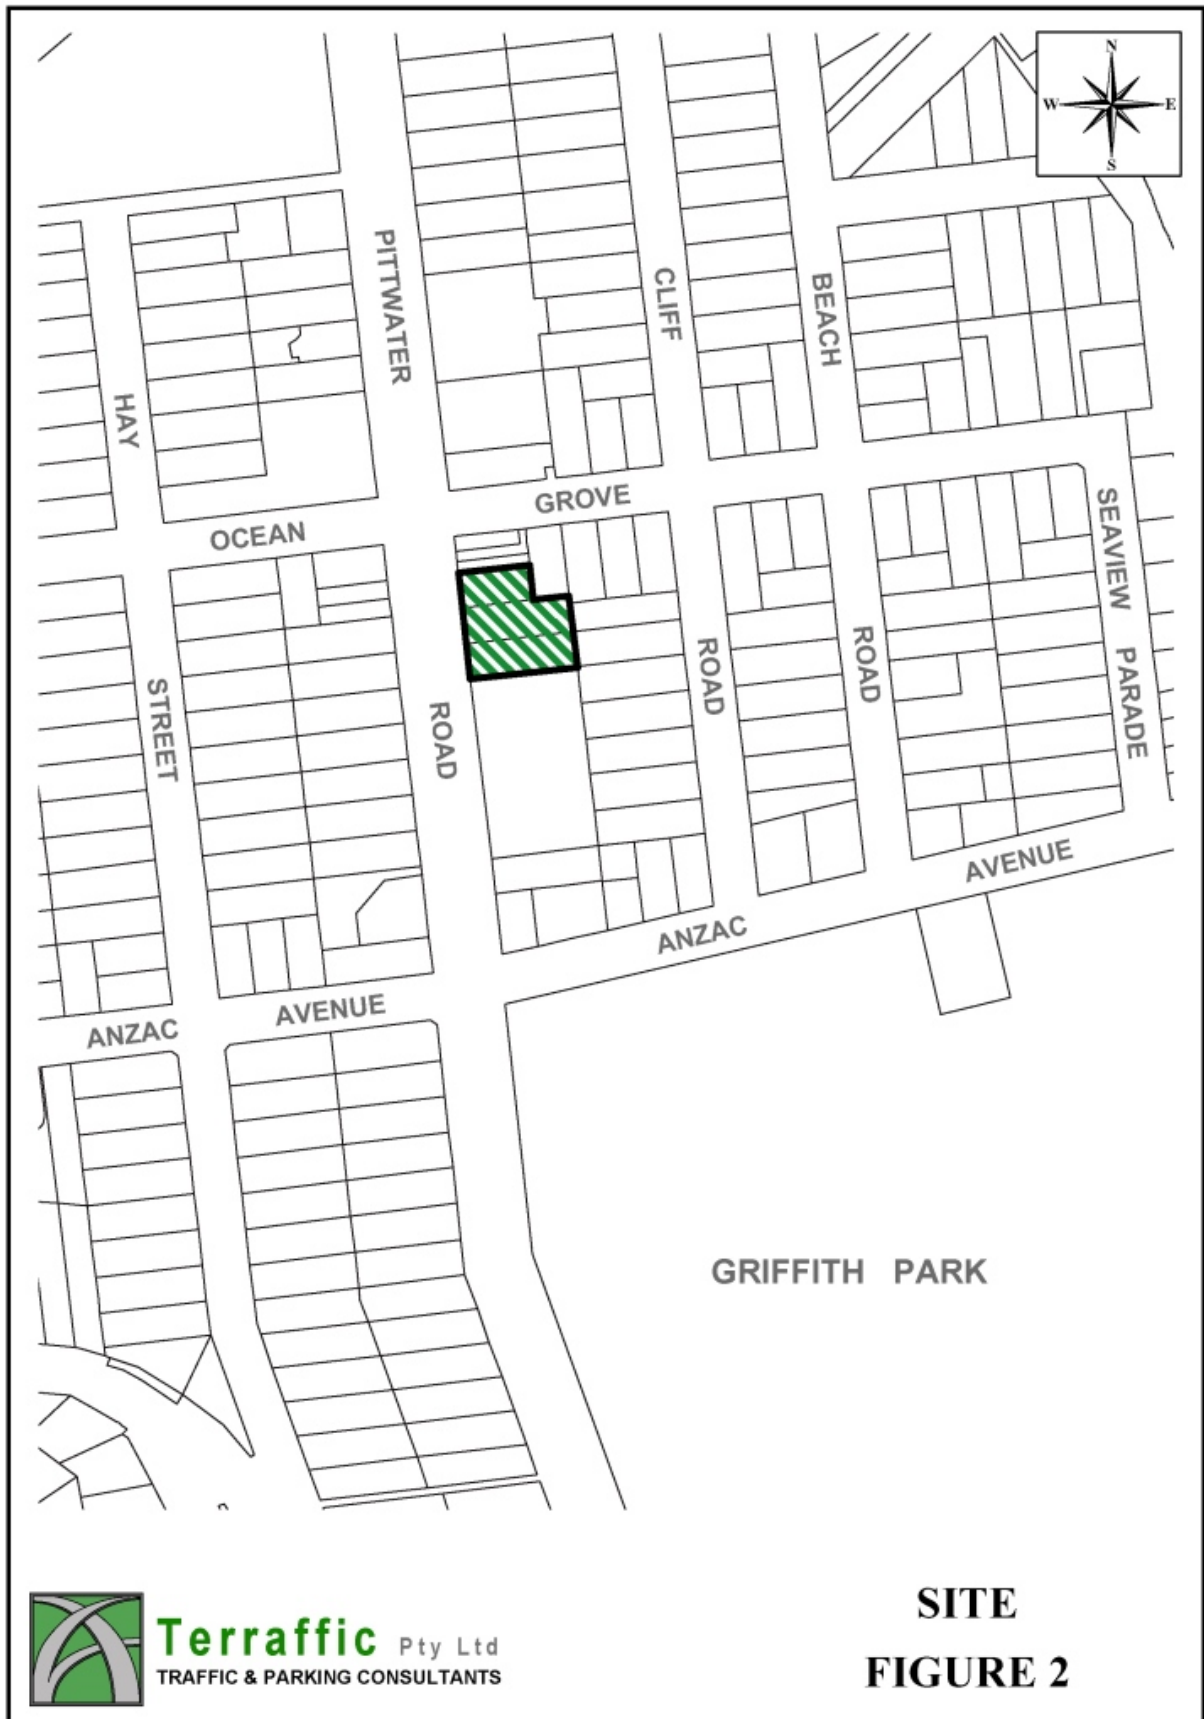 N
W E
S
PITTWATER
CLIFF
BEACH
HAY
GROVE
OCEAN
SEAVIEW
ROAD
ROAD
PARADE
STREET
ROAD
AVENUE
ANZAC
AVENUE
ANZAC
GRIFFITH PARK
SITE
FIGURE 2
Terraffic Pty Ltd
TRAFFIC & PARKING CONSULTANTS